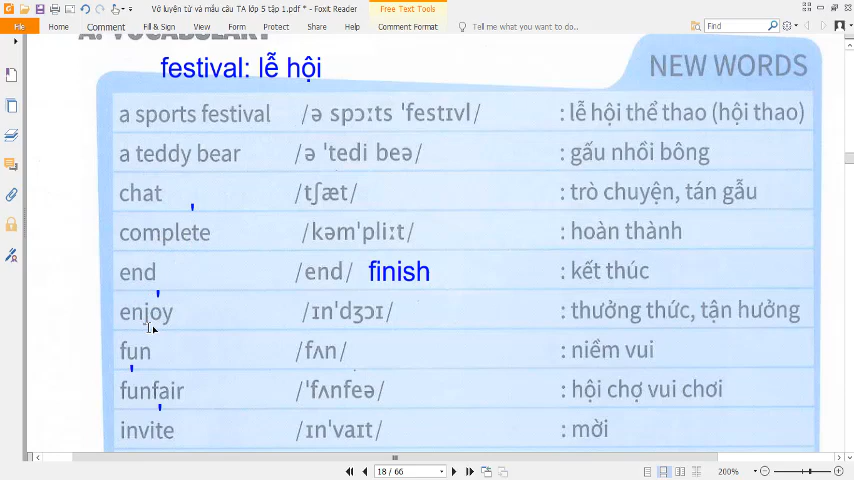 Vở luyện từ và mẫu câu TA lớp 5 tập 1.pdf * - Foxit Reader
Free Text Tools
File Home Comment Fill & Sign View Form Protect Share Help Comment Format Tell me what you want to do... Find
A. VOCABULARY
festival: lễ hội
NEW WORDS
a sports festival /ə spɔːts 'festɪvl/ : lễ hội thể thao (hội thao)
a teddy bear /ə 'tedi beə/ : gấu nhồi bông
chat /tʃæt/ : trò chuyện, tán gẫu
complete /kəm'pliːt/ : hoàn thành
end /end/ finish : kết thúc
enjoy /ɪn'dʒɔɪ/ : thưởng thức, tận hưởng
fun /fʌn/ : niềm vui
funfair /'fʌnfeə/ : hội chợ vui chơi
invite /ɪn'vaɪt/ : mời
18 / 66
200%